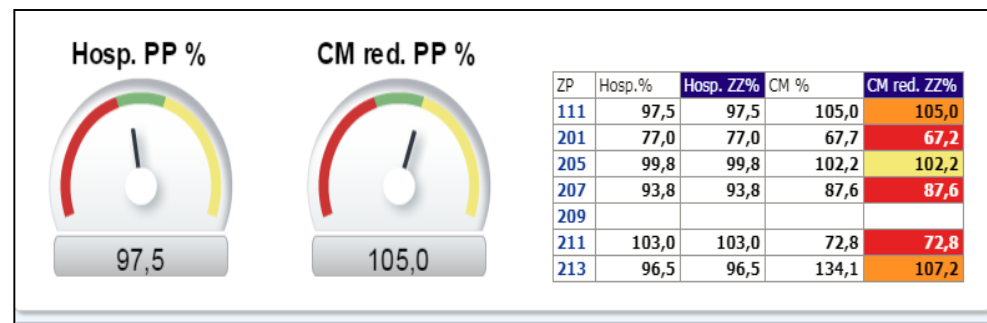 Hosp. PP %
CM red. PP %
97,5
105,0
ZP Hosp.% Hosp. ZZ% CM % CM red. ZZ%
111 97,5 97,5 105,0 105,0
201 77,0 77,0 67,7 67,2
205 99,8 99,8 102,2 102,2
207 93,8 93,8 87,6 87,6
209
211 103,0 103,0 72,8 72,8
213 96,5 96,5 134,1 107,2